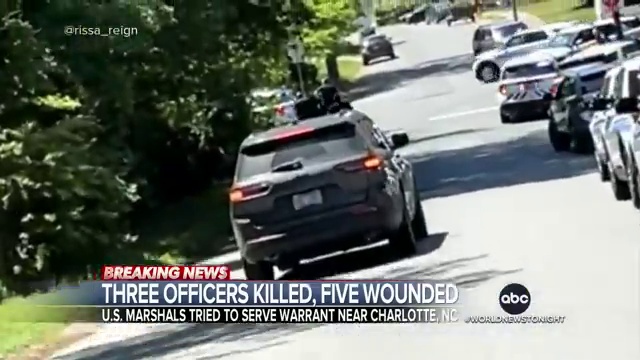 @rissa_reign
BREAKING NEWS
THREE OFFICERS KILLED, FIVE WOUNDED
U.S. MARSHALS TRIED TO SERVE WARRANT NEAR CHARLOTTE, NC
abc
#WORLDNEWSTONIGHT